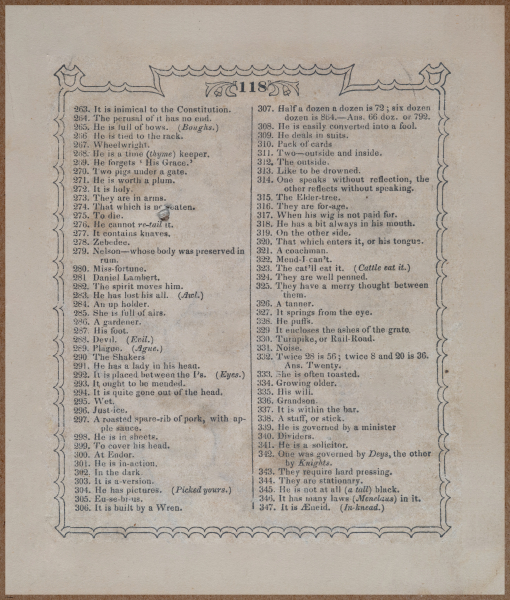 118
263. It is inimical to the Constitution.
264. The perusal of it has no end.
265. He is full of bows. (Boughs.)
266 He is tied to the rack.
267. Wheelwright.
268. He is a time (thyme) keeper.
269. He forgets ' His Grace.'
270. Two pigs under a gate.
271. He is worth a plum.
272. It is holy.
273. They are in arms.
274. That which is eaten.
275. To die.
276. He cannot re-tail it.
277. It contains knaves.
278. Zebedee.
279. Nelson—whose body was preserved in
rum.
280. Miss-fortune.
281 Daniel Lambert.
282. The spirit moves him.
283. He has lost his all. (Awl.)
284. An up holder.
285. She is full of airs.
286. A gardener.
287. His foot.
288. Devil. (Evil.)
289. Plague. (Ague.)
290 The Shakers
291. He has a lady in his head.
292. It is placed between the I's. (Eyes.)
293. It ought to be mended.
294. It is quite gone out of the head.
295. Wet.
296. Just-ice.
297. A roasted spare-rib of pork, with ap-
ple sauce.
298. He is in sheets.
299. To cover his head.
300. At Endor.
301. He is in-action.
302. In the dark.
303. It is a-version.
304. He has pictures. (Picked yours.)
305. Eu-se-bi-us.
306. It is built by a Wren.
307. Half a dozen a dozen is 72; six dozen
dozen is 864.—Ans. 66 doz. or 792.
308. He is easily converted into a fool.
309. He deals in suits.
310. Pack of cards
311. Two—outside and inside.
312. The outside.
313. Like to be drowned.
314. One speaks without reflection, the
other reflects without speaking.
315. The Elder-tree.
316. They are for-age.
317. When his wig is not paid for.
318. He has a bit always in his mouth.
319. On the other side.
320. That which enters it, or his tongue.
321. A coachman.
322. Mend-I can't.
323. The cat'll eat it. (Cattle eat it.)
324. They are well penned.
325. They have a merry thought between
them.
326. A tanner.
327. It springs from the eye.
328. He puffs.
329 It encloses the ashes of the grate.
330. Turnpike, or Rail-Road.
331. Noise.
332. Twice 28 is 56; twice 8 and 20 is 36.
Ans. Twenty.
333. She is often toasted.
334. Growing older.
335. His will.
336. Grandson.
337. It is within the bar.
338. A staff, or stick.
339. He is governed by a minister
340. Dividers.
341. He is a solicitor.
342. One was governed by Deys, the other
by Knights.
343. They require hard pressing.
344. They are stationary.
345. He is not at all (a tall) black.
346. It has many laws (Menelaus) in it.
347. It is Æneid. (In-knead.)